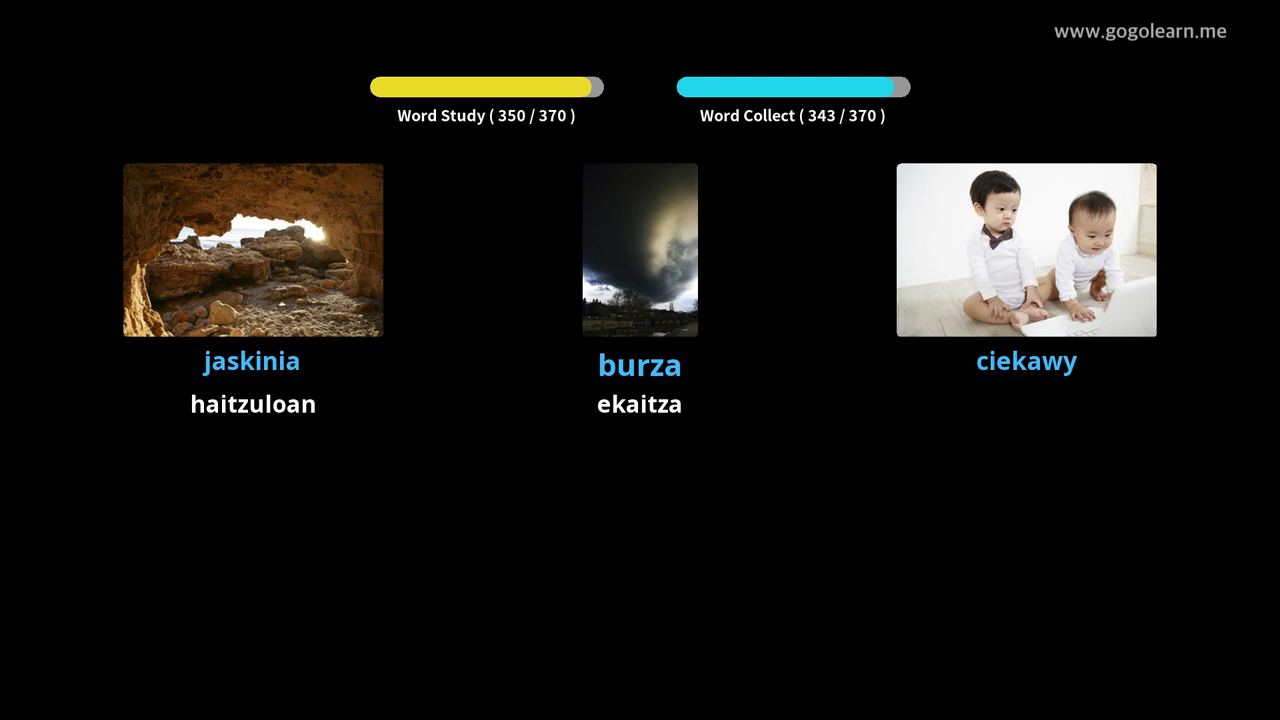 www.gogolearn.me
Word Study ( 350 / 370 )
Word Collect ( 343 / 370 )
jaskinia
burza
ciekawy
haitzuloan
ekaitza